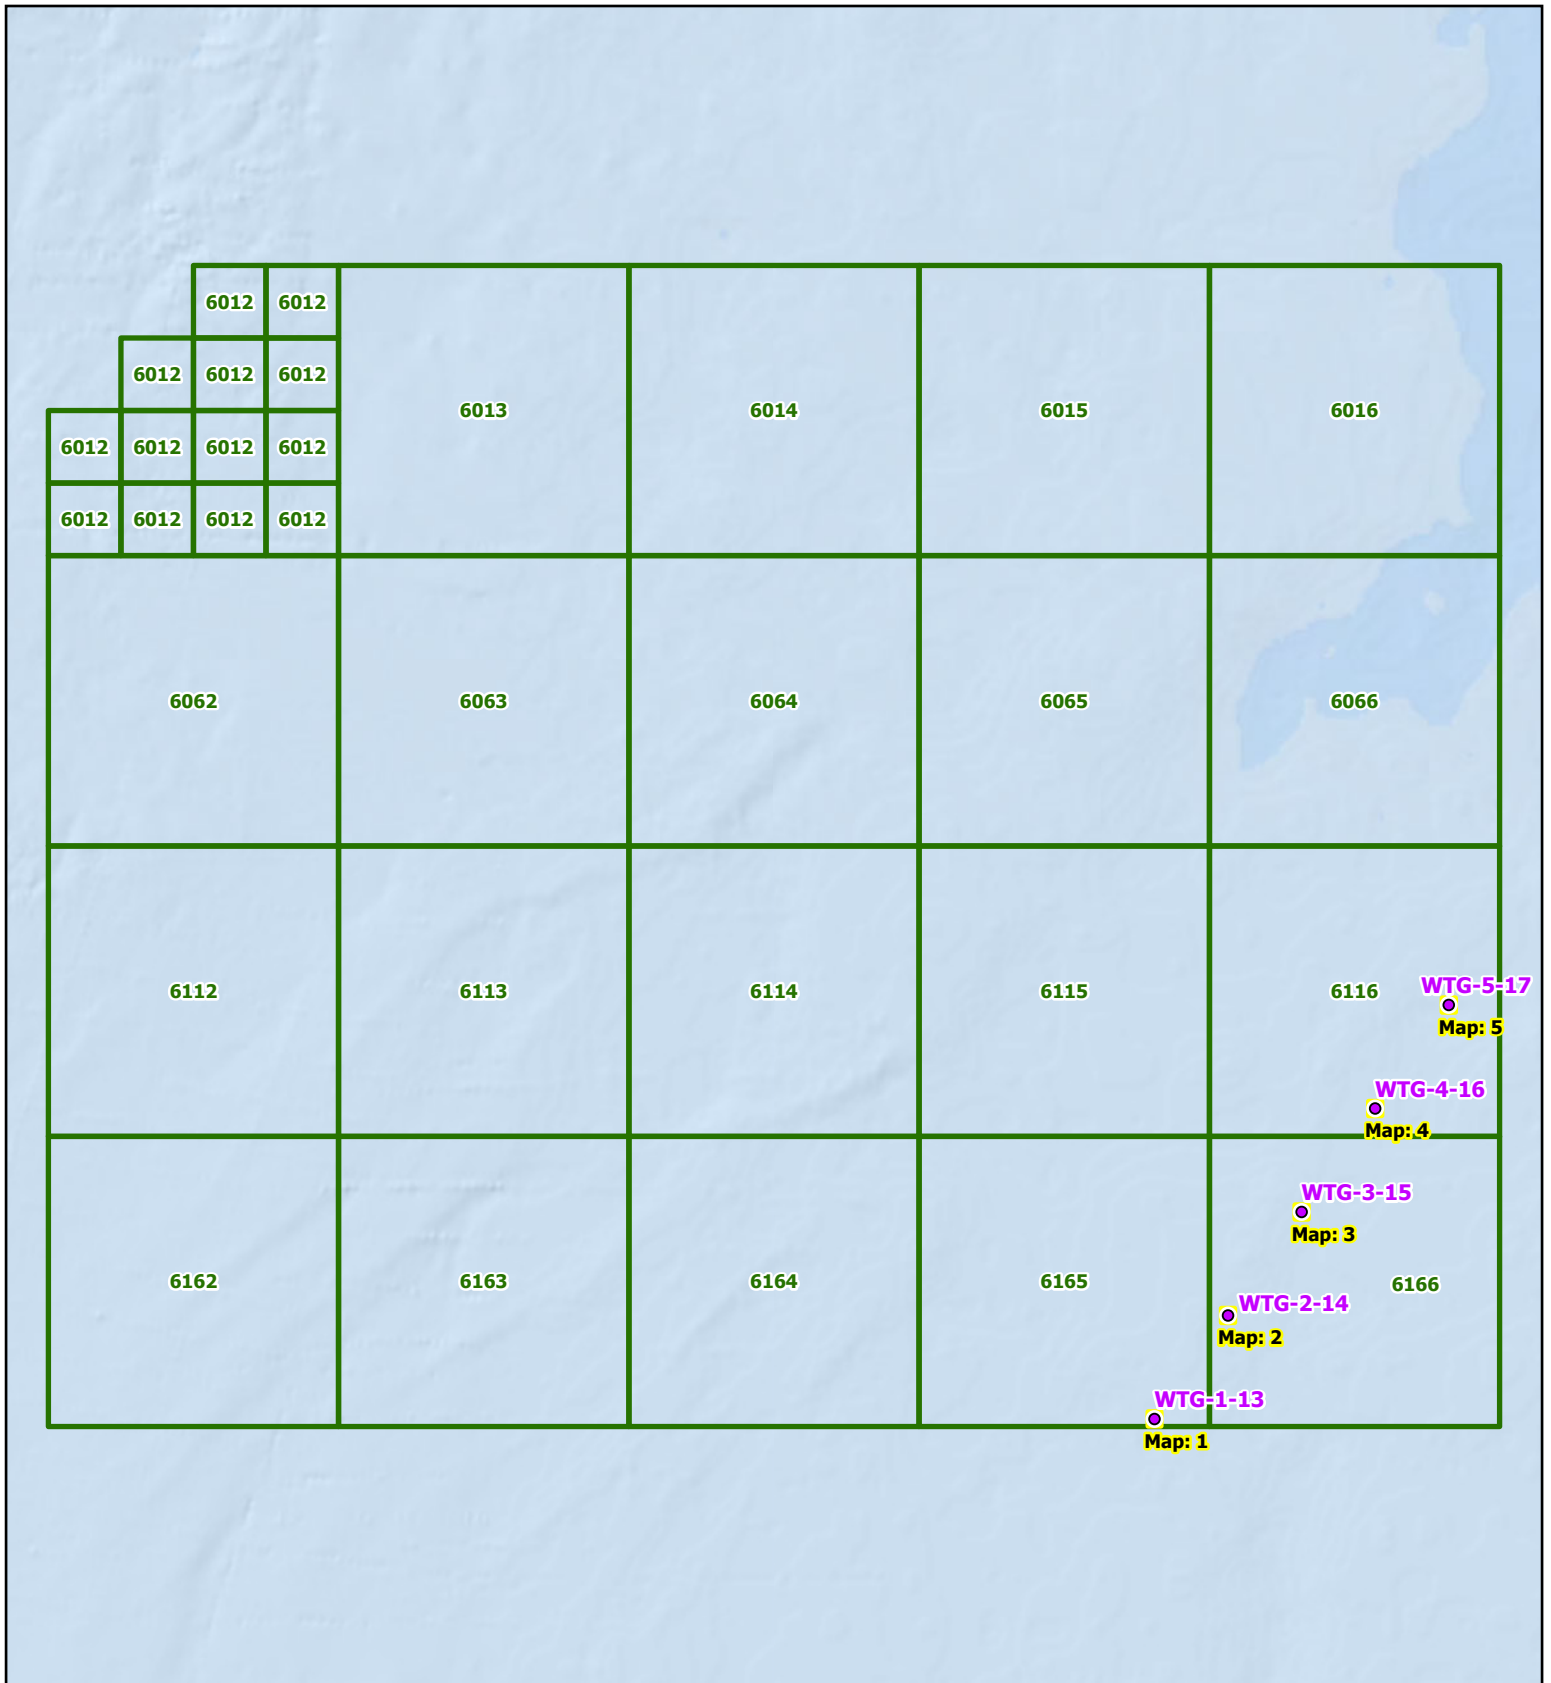 6012 6012
6012 6012 6012
6013 6014 6015 6016
6012 6012 6012 6012
6012 6012 6012 6012
6062 6063 6064 6065 6066
6112 6113 6114 6115 6116
WTG-5-17
Map: 5
WTG-4-16
Map: 4
WTG-3-15
Map: 3
6162 6163 6164 6165 6166
WTG-2-14
Map: 2
WTG-1-13
Map: 1